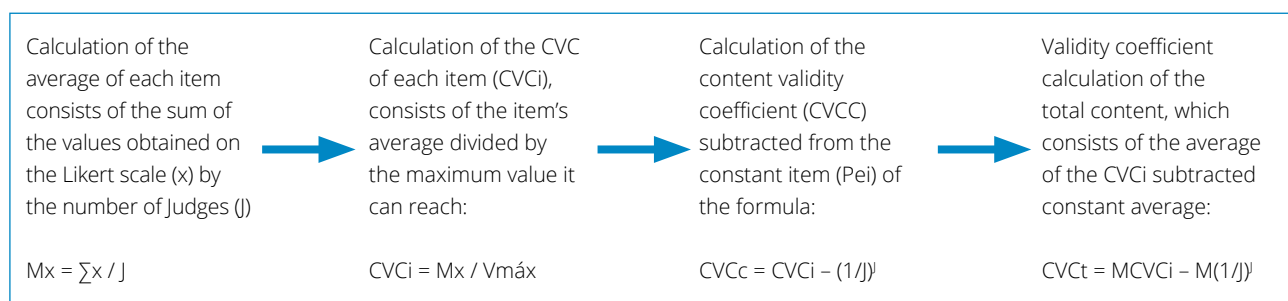 Calculation of the
average of each item
consists of the sum of
the values obtained on
the Likert scale (x) by
the number of Judges (J)
Mx = ∑x / J
Calculation of the CVC
of each item (CVCi),
consists of the item’s
average divided by
the maximum value it
can reach:
CVCi = Mx / Vmáx
Calculation of the
content validity
coefficient (CVCC)
subtracted from the
constant item (Pei) of
the formula:
CVCc = CVCi – (1/J)ᴶ
Validity coefficient
calculation of the
total content, which
consists of the average
of the CVCi subtracted
constant average:
CVCt = MCVCi – M(1/J)ᴶ